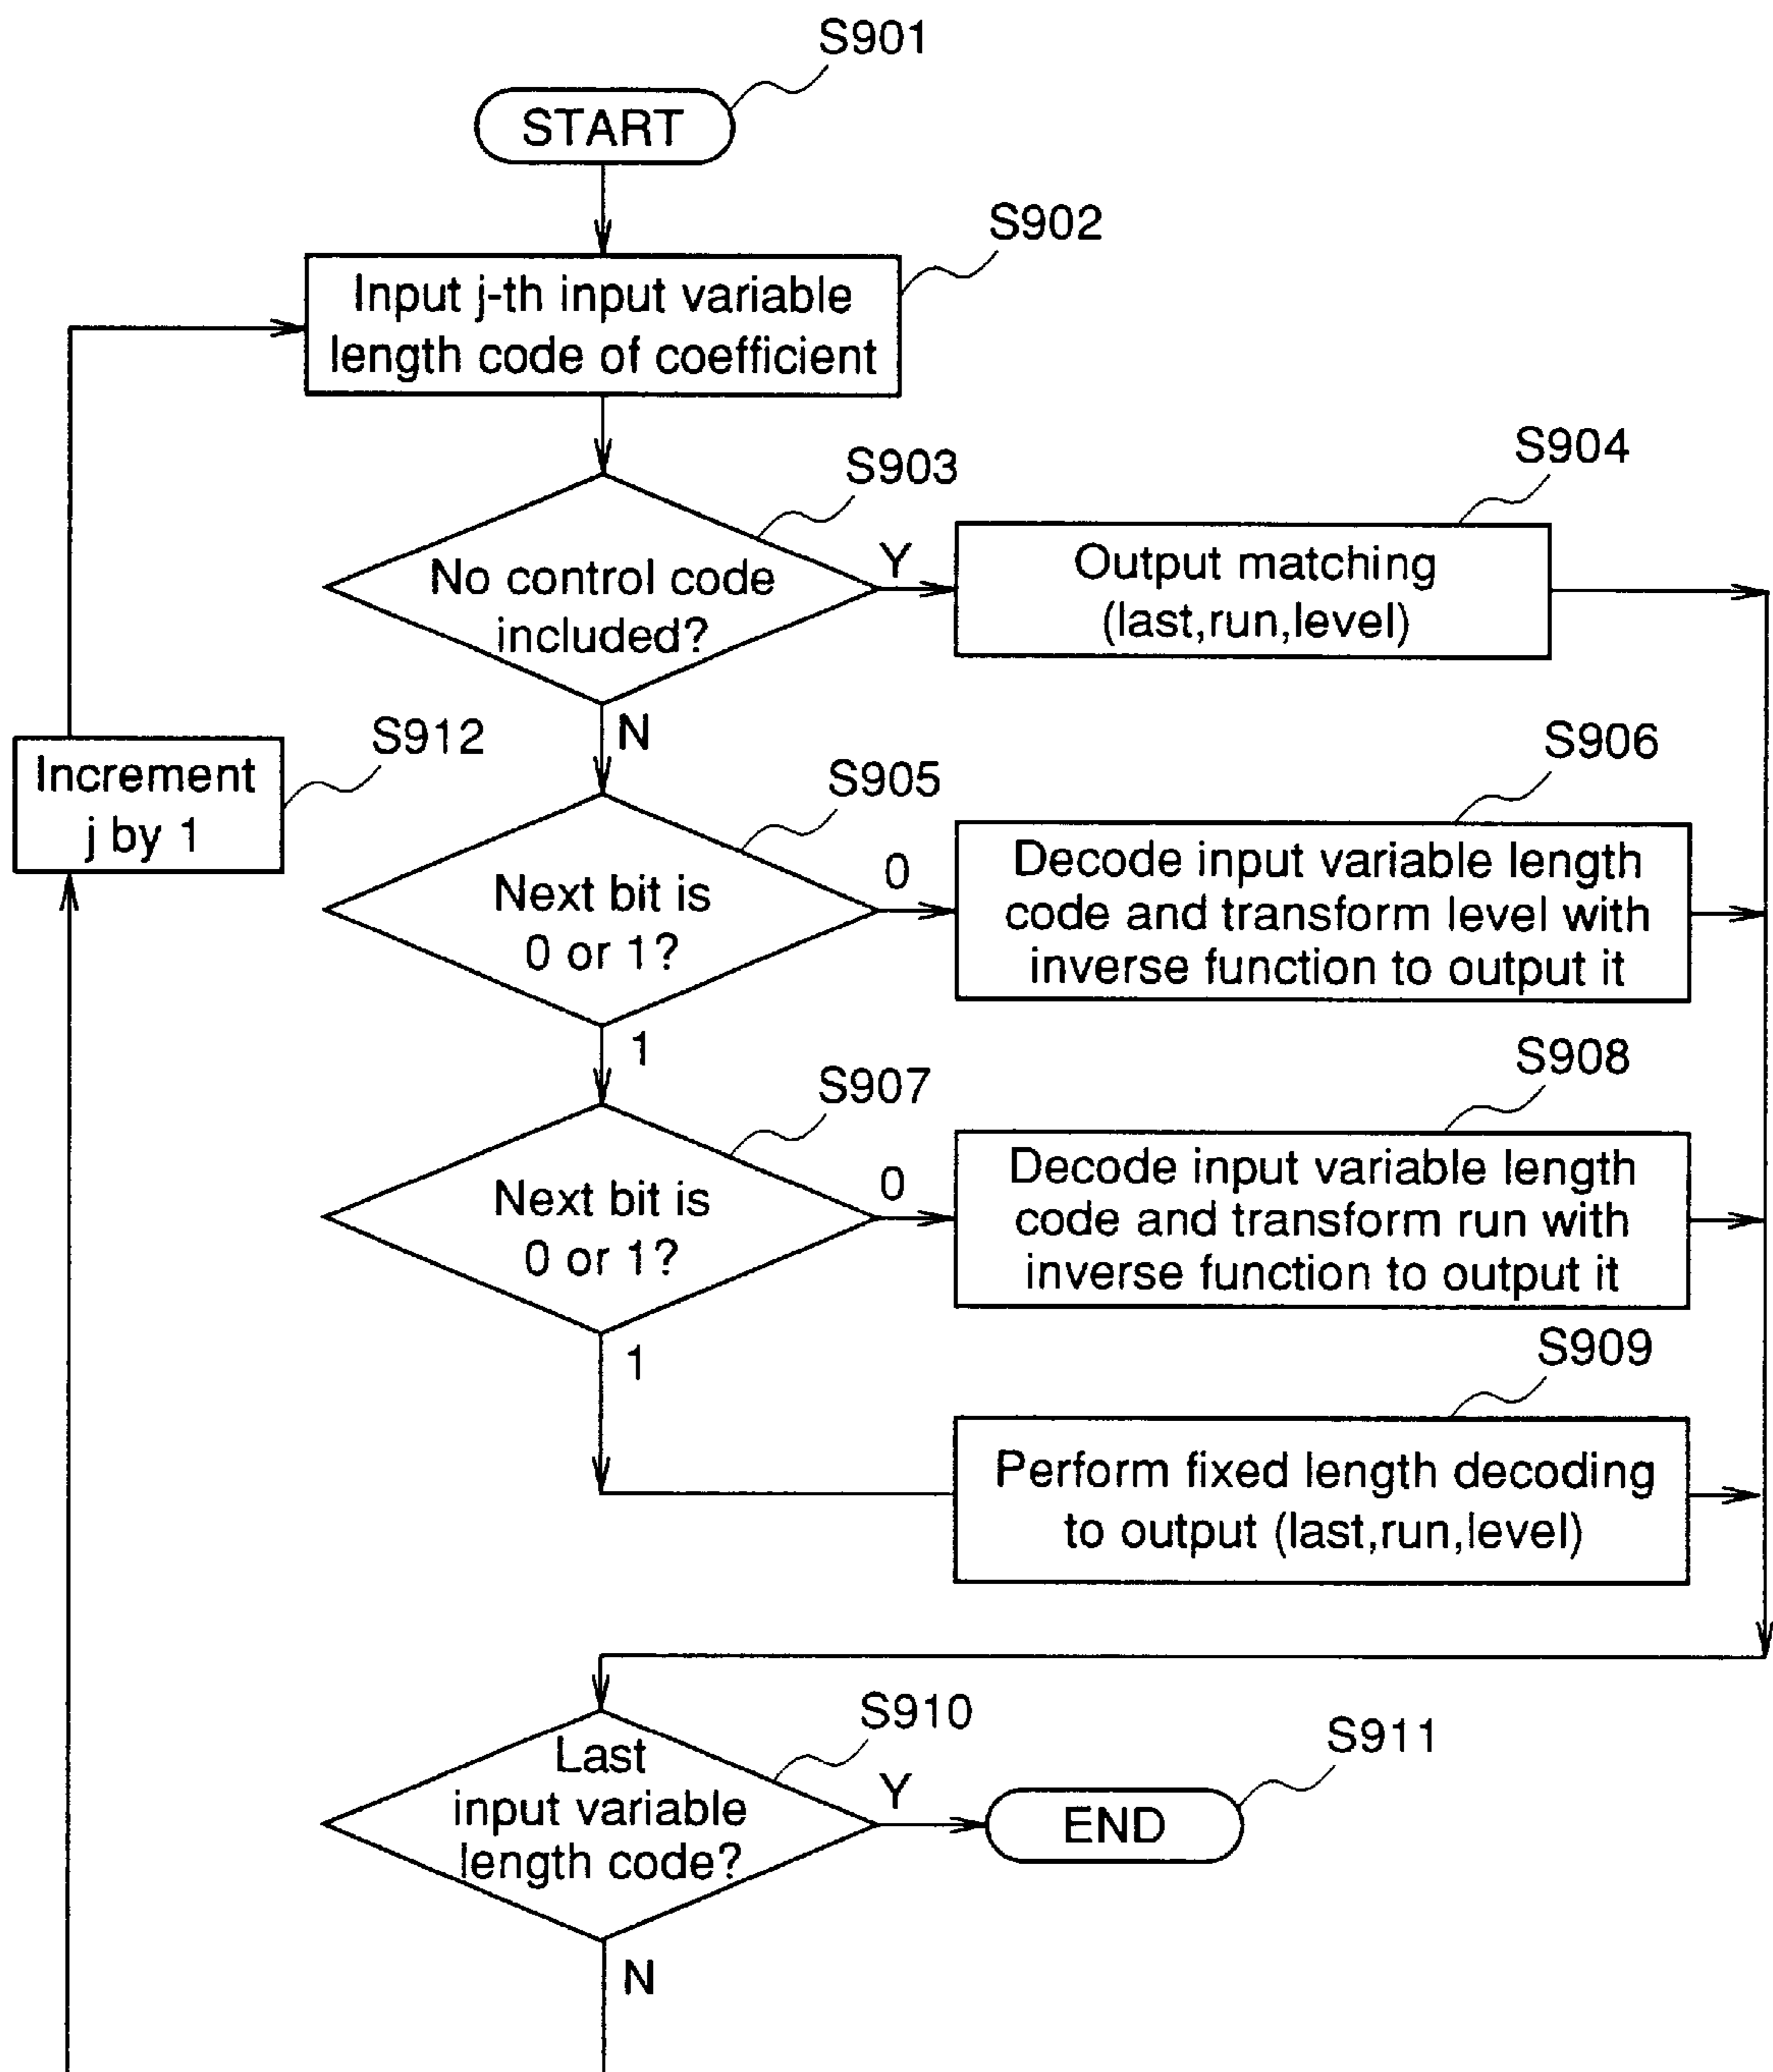 S901
START
S902
Input j-th input variable
length code of coefficient
S903
No control code
included?
Y
S904
Output matching
(last,run,level)
N
S912
Increment
j by 1
S905
Next bit is
0 or 1?
0
S906
Decode input variable length
code and transform level with
inverse function to output it
1
S907
Next bit is
0 or 1?
0
S908
Decode input variable length
code and transform run with
inverse function to output it
1
S909
Perform fixed length decoding
to output (last,run,level)
S910
Last
input variable
length code?
Y
S911
END
N